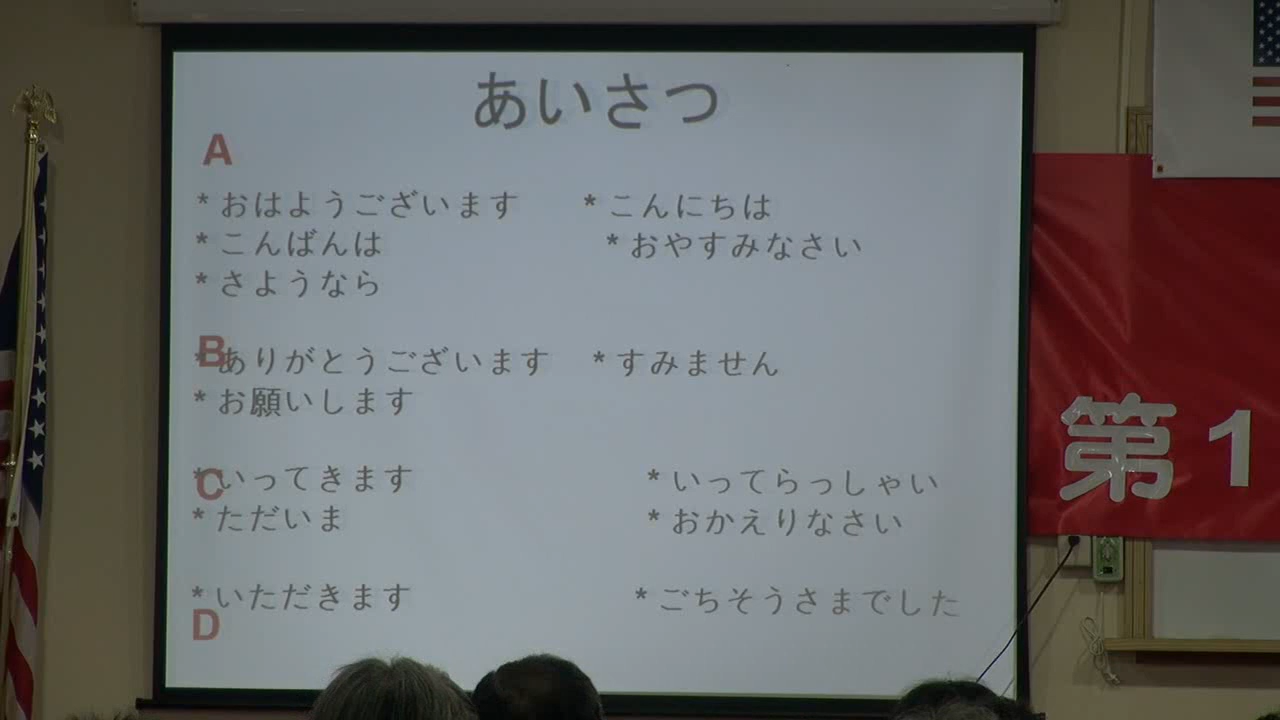 あいさつ
A
* おはようございます * こんにちは
* こんばんは * おやすみなさい
* さようなら
B
* ありがとうございます * すみません
* お願いします
C
* いってきます * いってらっしゃい
* ただいま * おかえりなさい
* いただきます * ごちそうさまでした
D
第1